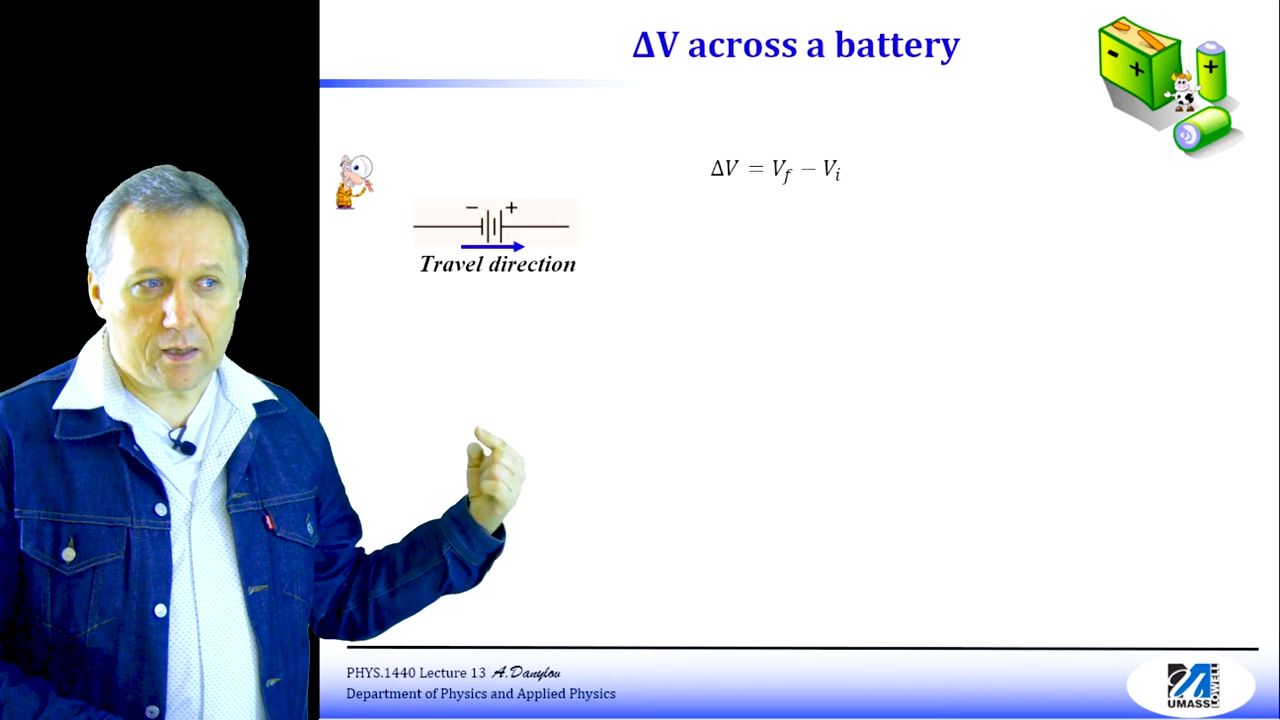 ΔV across a battery
- +
+
ΔV = V_f − V_i
− +
Travel direction
PHYS.1440 Lecture 13 A.Danylov
Department of Physics and Applied Physics
UMASS LOWELL